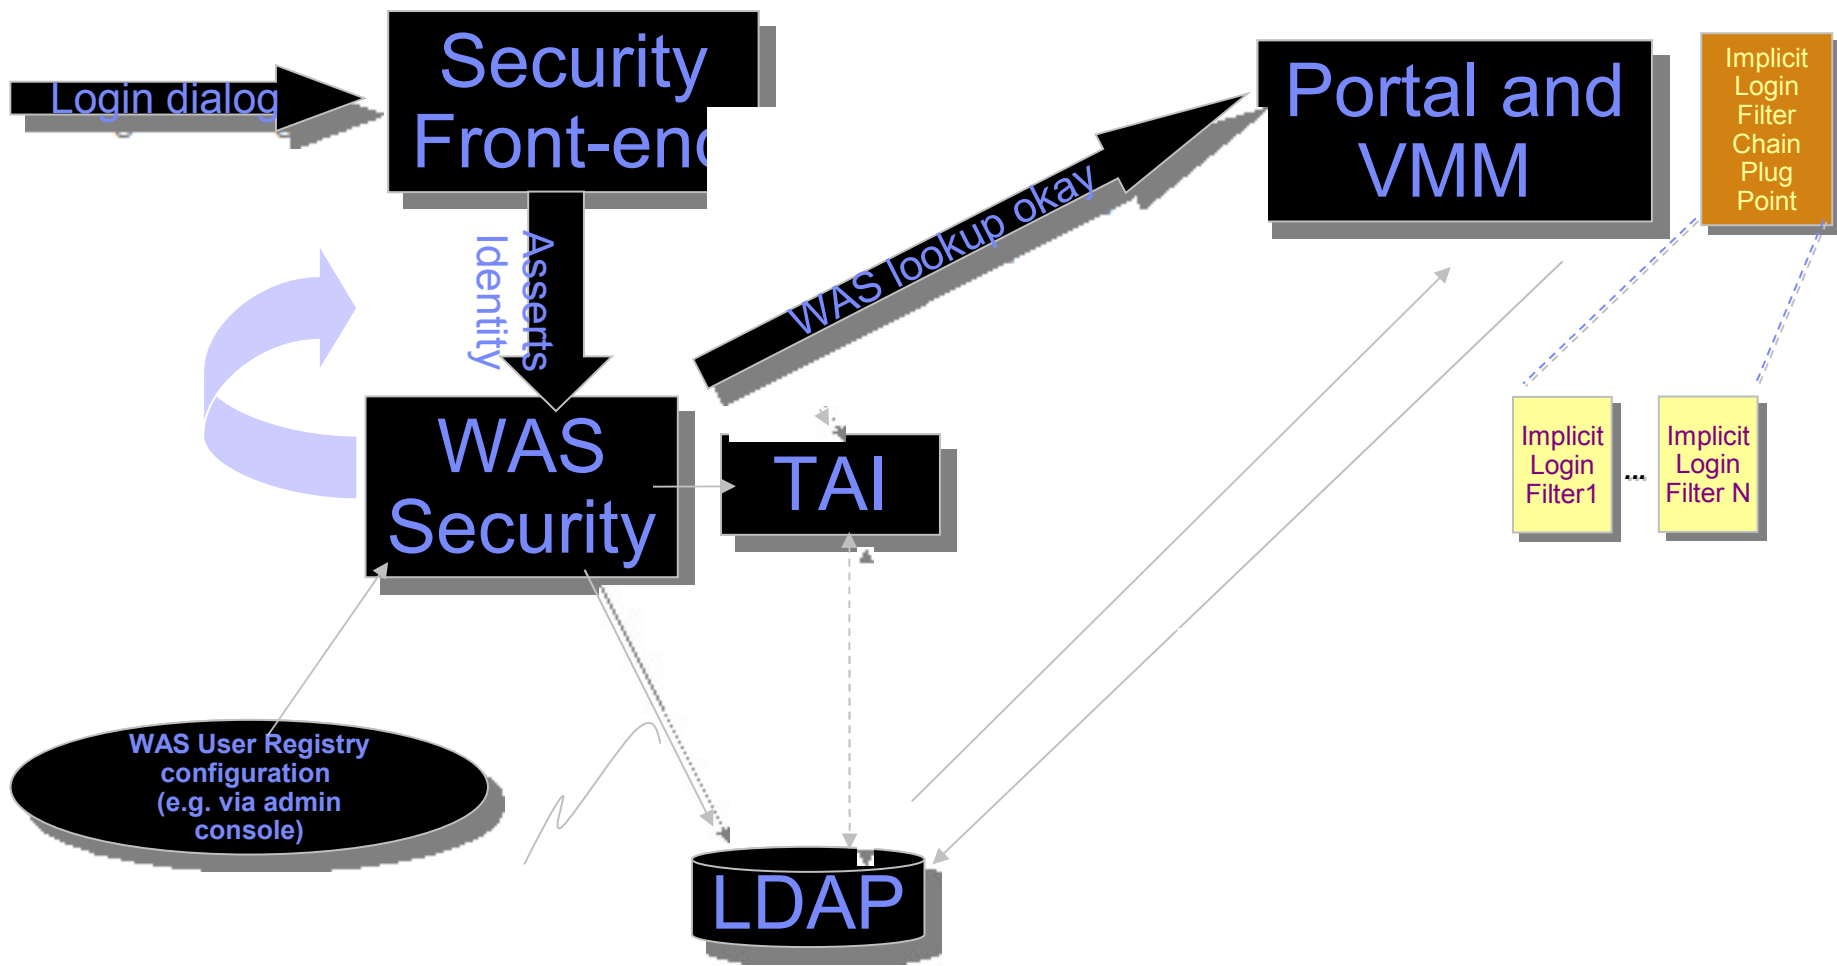 Login dialog
Security
Front-end
Asserts
Identity
WAS lookup okay
Portal and
VMM
Implicit
Login
Filter
Chain
Plug
Point
WAS
Security
TAI
Implicit
Login
Filter1
...
Implicit
Login
Filter N
WAS User Registry
configuration
(e.g. via admin
console)
LDAP